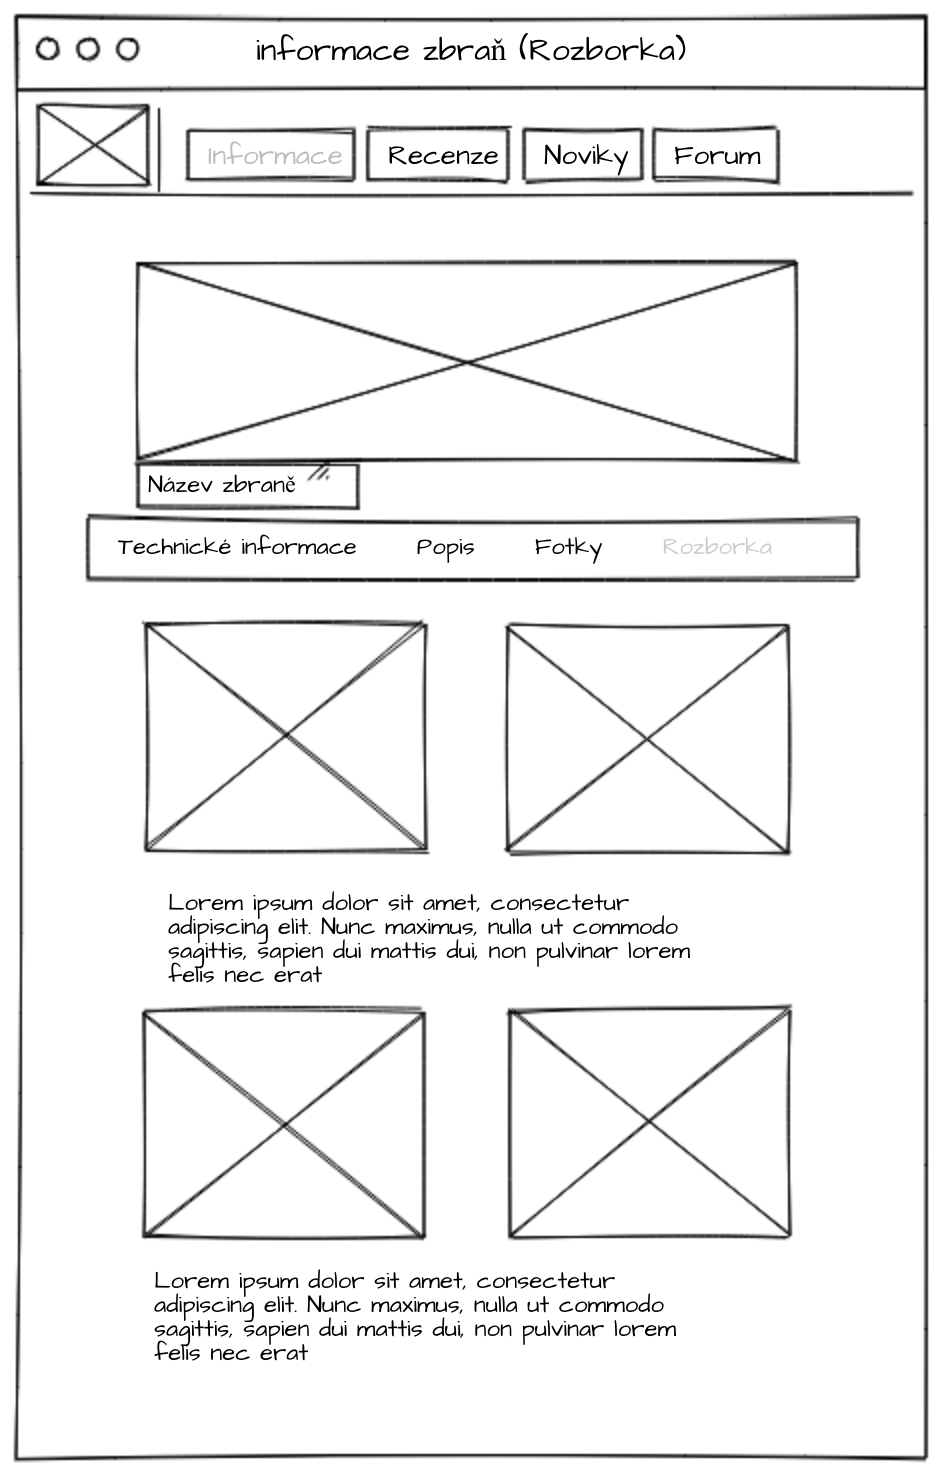 informace zbraň (Rozborka)
Informace Recenze Noviky Forum
Název zbraně
Technické informace Popis Fotky Rozborka
Lorem ipsum dolor sit amet, consectetur
adipiscing elit. Nunc maximus, nulla ut commodo
sagittis, sapien dui mattis dui, non pulvinar lorem
felis nec erat
Lorem ipsum dolor sit amet, consectetur
adipiscing elit. Nunc maximus, nulla ut commodo
sagittis, sapien dui mattis dui, non pulvinar lorem
felis nec erat